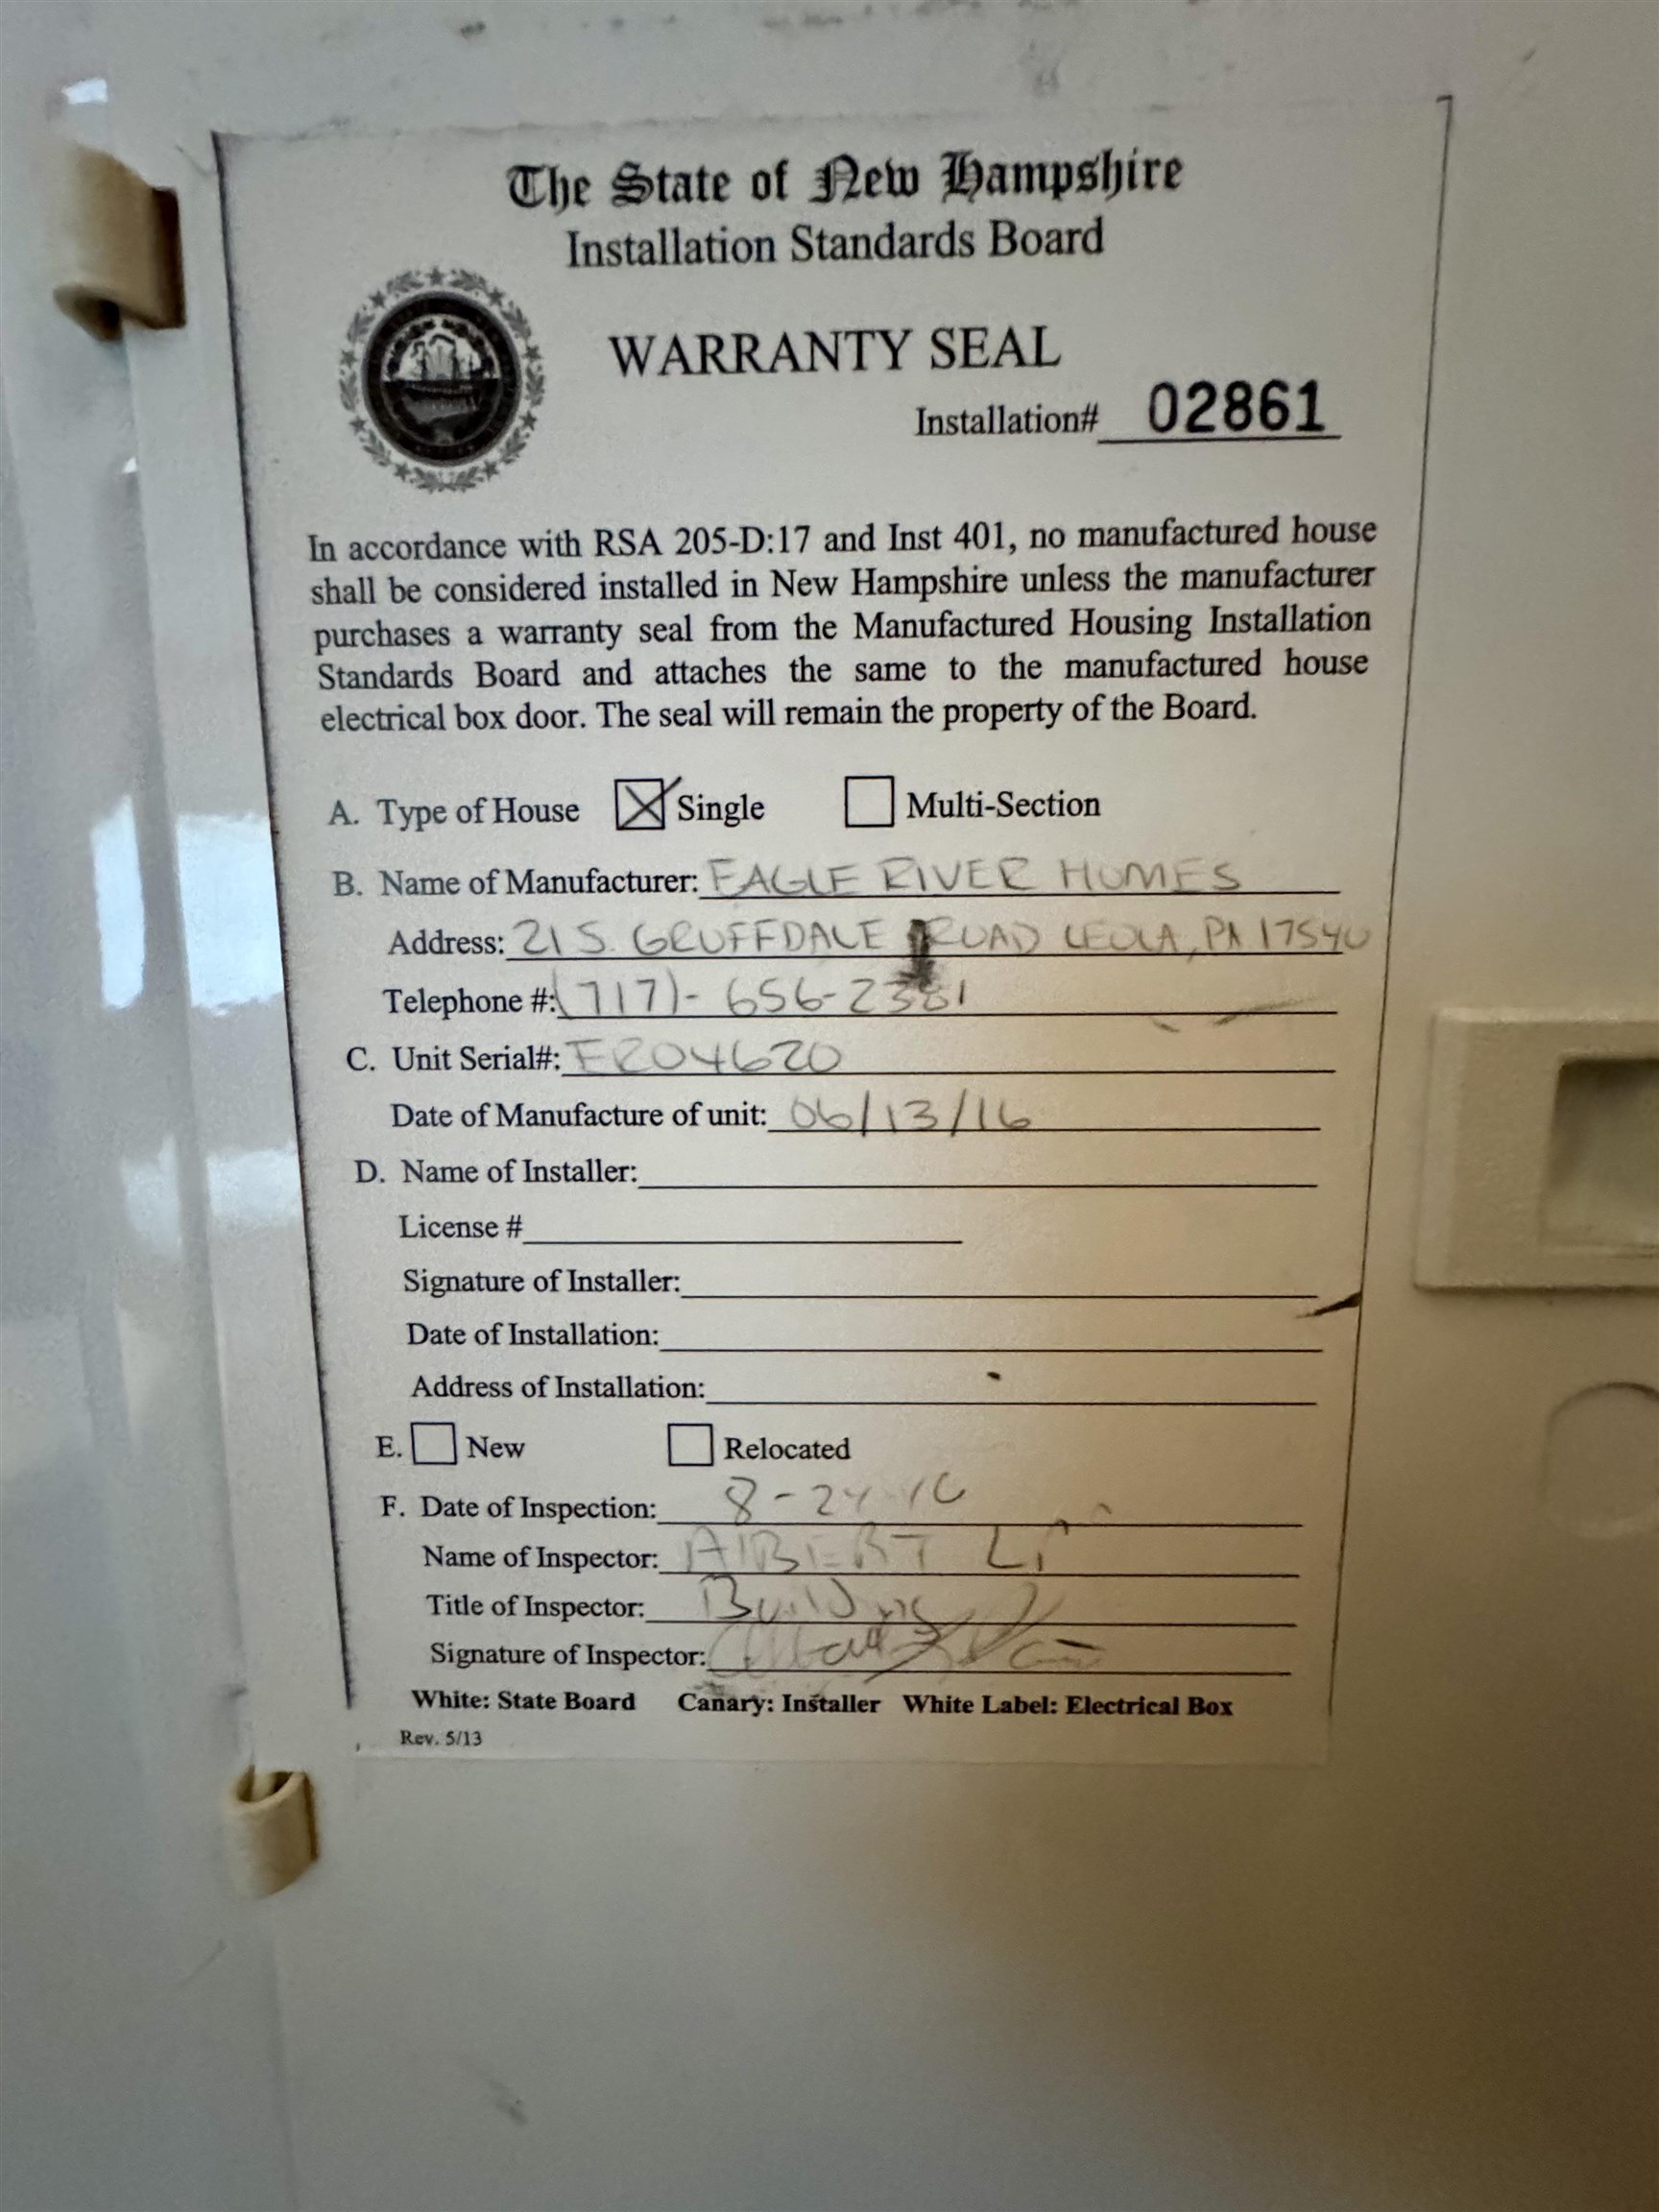 The State of New Hampshire
Installation Standards Board
WARRANTY SEAL
Installation# 02861
In accordance with RSA 205-D:17 and Inst 401, no manufactured house
shall be considered installed in New Hampshire unless the manufacturer
purchases a warranty seal from the Manufactured Housing Installation
Standards Board and attaches the same to the manufactured house
electrical box door. The seal will remain the property of the Board.
A. Type of House Single Multi-Section
B. Name of Manufacturer: EAGLE RIVER HOMES
Address: 21 S. GROFFDALE ROAD LEOLA, PA 17540
Telephone #: (717)-656-2381
C. Unit Serial#: ER04620
Date of Manufacture of unit: 06/13/16
D. Name of Installer:
License #
Signature of Installer:
Date of Installation:
Address of Installation:
E. New Relocated
F. Date of Inspection: 8-24-16
Name of Inspector: AlBERT
Title of Inspector: Building
Signature of Inspector:
White: State Board Canary: Installer White Label: Electrical Box
Rev. 5/13